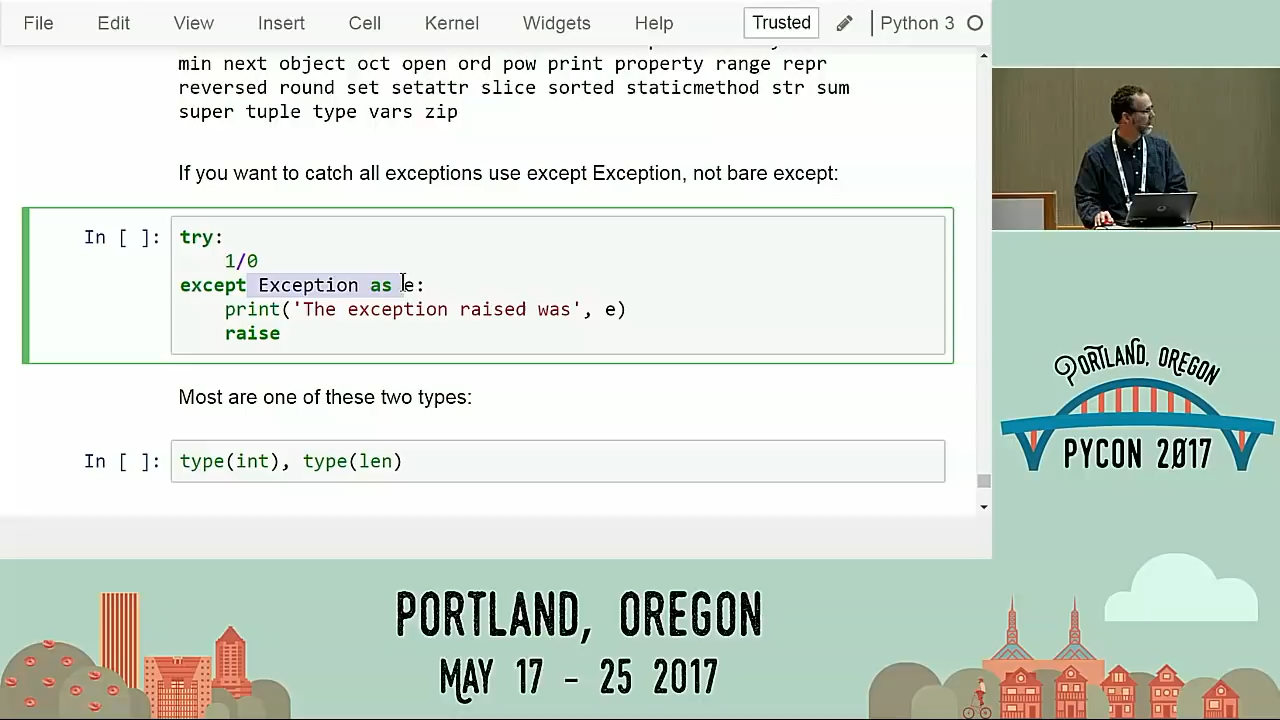 File Edit View Insert Cell Kernel Widgets Help Trusted Python 3
min next object oct open ord pow print property range repr
reversed round set setattr slice sorted staticmethod str sum
super tuple type vars zip
If you want to catch all exceptions use except Exception, not bare except:
In [ ]:
try:
1/0
except Exception as e:
print('The exception raised was', e)
raise
Most are one of these two types:
In [ ]:
type(int), type(len)
PORTLAND, OREGON
PYCON 2017
PORTLAND, OREGON
MAY 17 - 25 2017